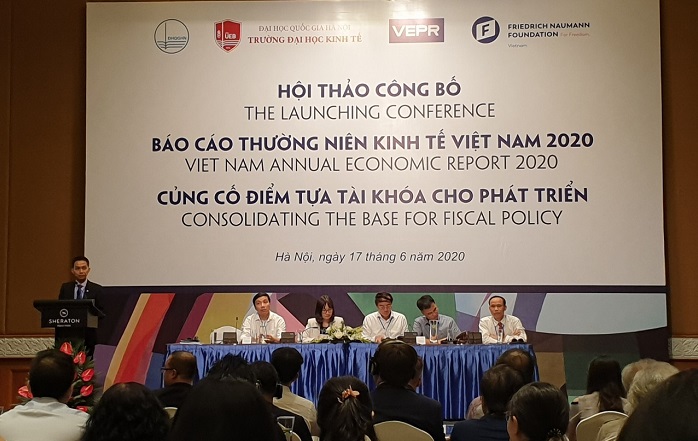 ĐẠI HỌC QUỐC GIA HÀ NỘI
TRƯỜNG ĐẠI HỌC KINH TẾ
UEB
VEPR
F
FRIEDRICH NAUMANN
FOUNDATION For Freedom.
Vietnam
HỘI THẢO CÔNG BỐ
THE LAUNCHING CONFERENCE
BÁO CÁO THƯỜNG NIÊN KINH TẾ VIỆT NAM 2020
VIET NAM ANNUAL ECONOMIC REPORT 2020
CỦNG CỐ ĐIỂM TỰA TÀI KHÓA CHO PHÁT TRIỂN
CONSOLIDATING THE BASE FOR FISCAL POLICY
Hà Nội, ngày 17 tháng 6 năm 2020
S
SHERATON